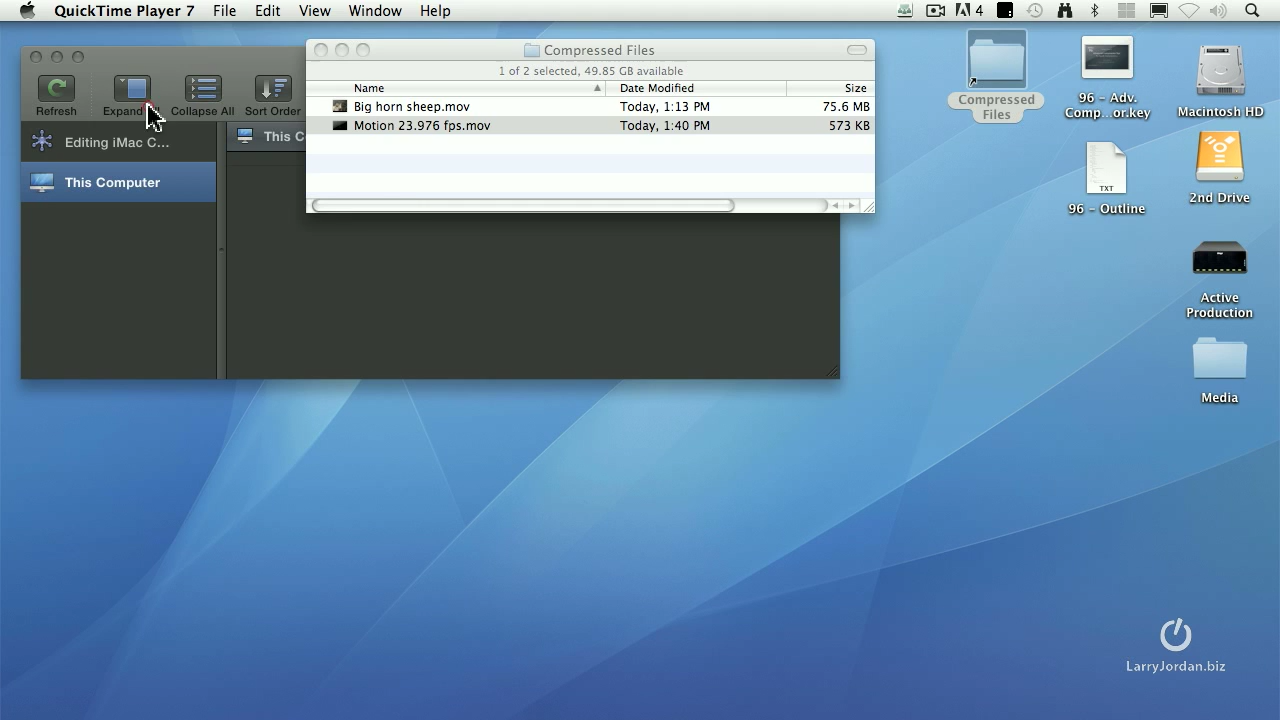 QuickTime Player 7 File Edit View Window Help 4
Compressed Files
1 of 2 selected, 49.85 GB available
Name Date Modified Size
Big horn sheep.mov Today, 1:13 PM 75.6 MB
Motion 23.976 fps.mov Today, 1:40 PM 573 KB
Refresh Expand Collapse All Sort Order
Editing iMac C...
This Computer
This C
Compressed
Files
96 – Adv.
Comp...or.key
Macintosh HD
TXT
96 – Outline
2nd Drive
Active
Production
Media
LarryJordan.biz